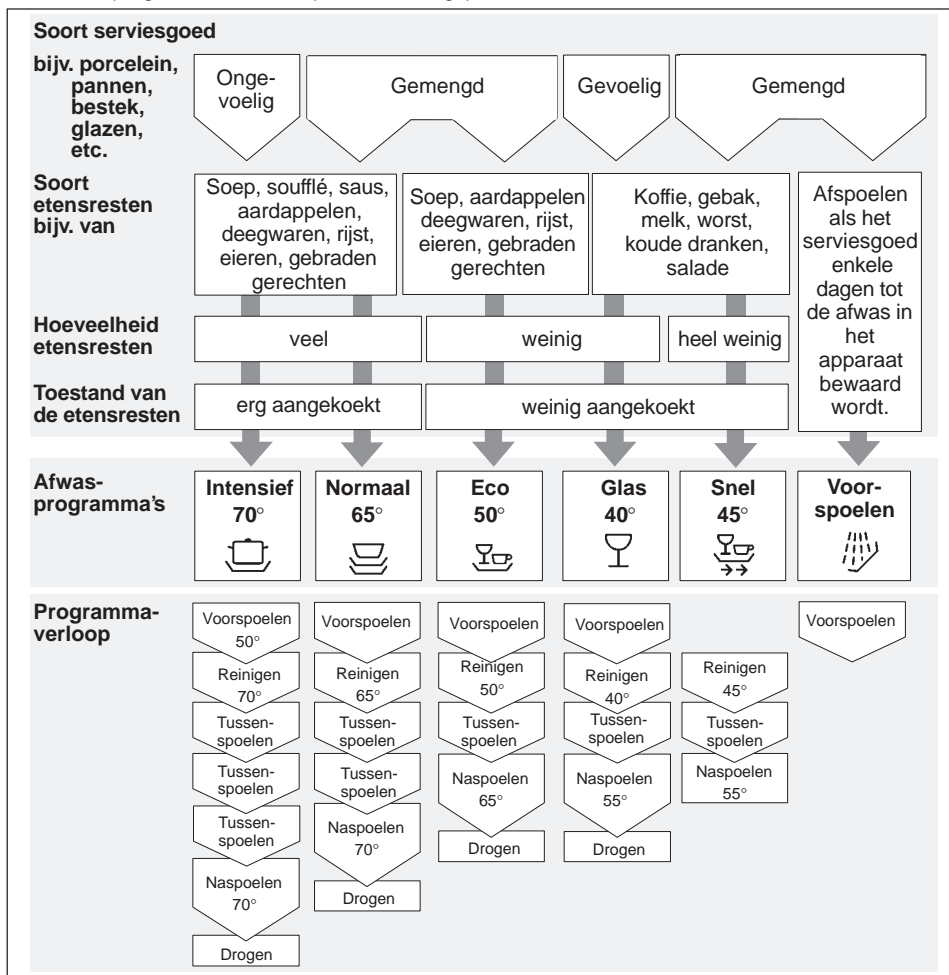 Soort serviesgoed
bijv. porcelein,
pannen,
bestek,
glazen,
etc.
Onge-
voelig
Gemengd
Gevoelig
Gemengd
Soort
etensresten
bijv. van
Soep, soufflé, saus,
aardappelen,
deegwaren, rijst,
eieren, gebraden
gerechten
Soep, aardappelen
deegwaren, rijst,
eieren, gebraden
gerechten
Koffie, gebak,
melk, worst,
koude dranken,
salade
Afspoelen
als het
serviesgoed
enkele
dagen tot
de afwas in
het
apparaat
bewaard
wordt.
Hoeveelheid
etensresten
veel
weinig
heel weinig
Toestand van
de etensresten
erg aangekoekt
weinig aangekoekt
Afwas-
programma's
Intensief
70°
Normaal
65°
Eco
50°
Glas
40°
Snel
45°
Voor-
spoelen
Programma-
verloop
Voorspoelen
50°
Reinigen
70°
Tussen-
spoelen
Tussen-
spoelen
Tussen-
spoelen
Naspoelen
70°
Drogen
Voorspoelen
Reinigen
65°
Tussen-
spoelen
Tussen-
spoelen
Naspoelen
70°
Drogen
Voorspoelen
Reinigen
50°
Tussen-
spoelen
Naspoelen
65°
Drogen
Voorspoelen
Reinigen
40°
Tussen-
spoelen
Naspoelen
55°
Drogen
Reinigen
45°
Tussen-
spoelen
Naspoelen
55°
Voorspoelen